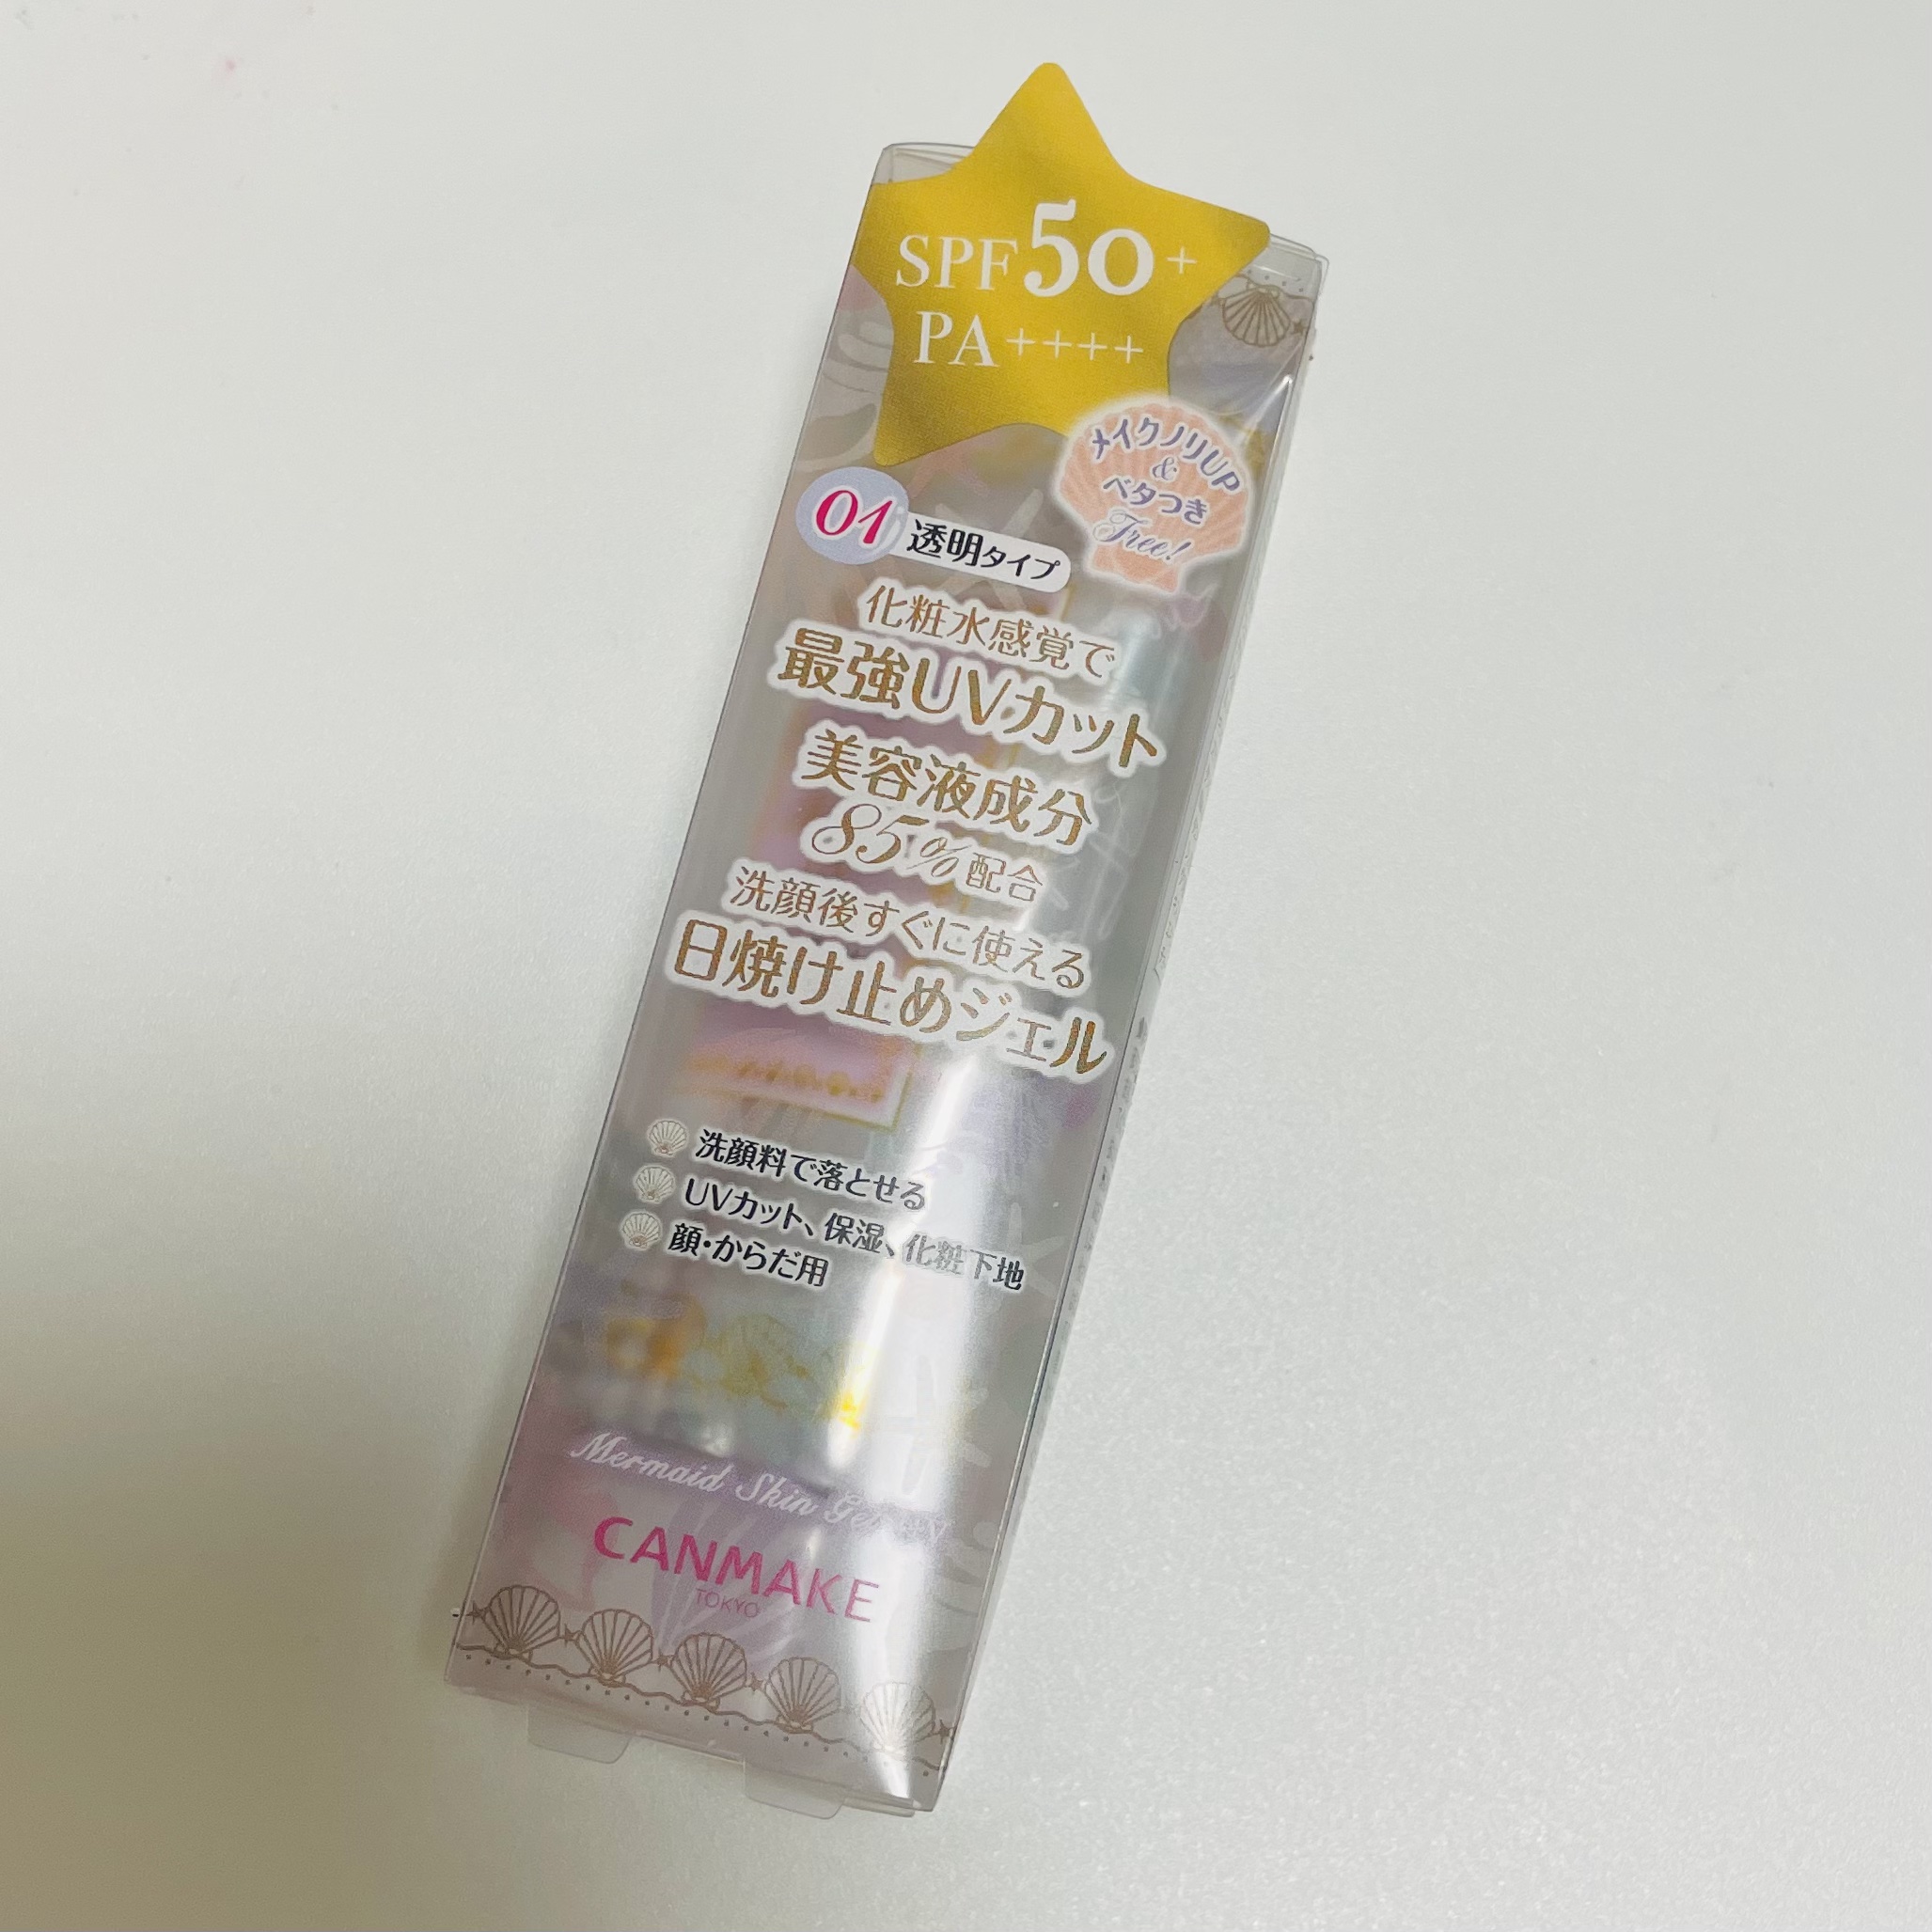 SPF50+
PA++++
メイクノリUP
&
ベタつき
Free!
01 透明タイプ
化粧水感覚で
最強UVカット
美容液成分
85%配合
洗顔後すぐに使える
日焼け止めジェル
洗顔料で落とせる
UVカット、保湿、化粧下地
顔・からだ用
Mermaid Skin Gel UV
CANMAKE
TOKYO